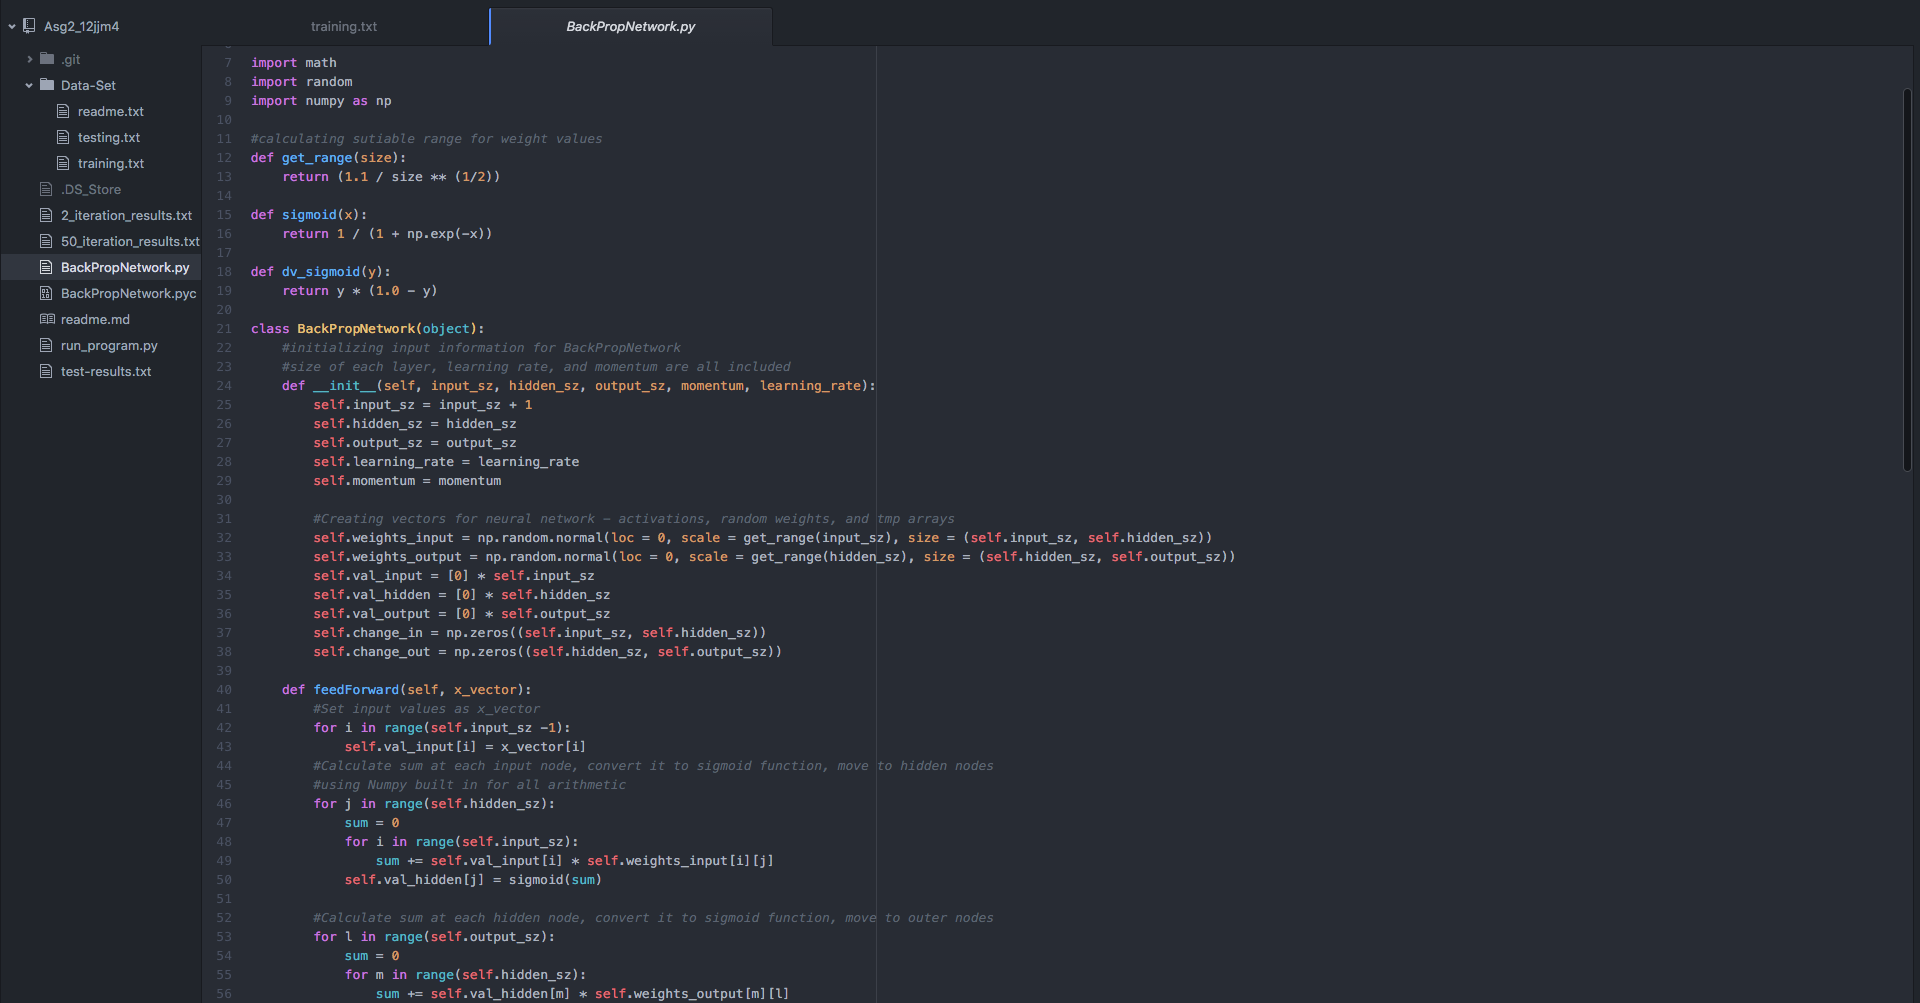 Asg2_12jjm4
.git
Data-Set
readme.txt
testing.txt
training.txt
.DS_Store
2_iteration_results.txt
50_iteration_results.txt
BackPropNetwork.py
BackPropNetwork.pyc
readme.md
run_program.py
test-results.txt
training.txt
BackPropNetwork.py
7 import math
8 import random
9 import numpy as np
10
11 #calculating sutiable range for weight values
12 def get_range(size):
13     return (1.1 / size ** (1/2))
14
15 def sigmoid(x):
16     return 1 / (1 + np.exp(-x))
17
18 def dv_sigmoid(y):
19     return y * (1.0 - y)
20
21 class BackPropNetwork(object):
22     #initializing input information for BackPropNetwork
23     #size of each layer, learning rate, and momentum are all included
24     def __init__(self, input_sz, hidden_sz, output_sz, momentum, learning_rate):
25         self.input_sz = input_sz + 1
26         self.hidden_sz = hidden_sz
27         self.output_sz = output_sz
28         self.learning_rate = learning_rate
29         self.momentum = momentum
30
31         #Creating vectors for neural network - activations, random weights, and tmp arrays
32         self.weights_input = np.random.normal(loc = 0, scale = get_range(input_sz), size = (self.input_sz, self.hidden_sz))
33         self.weights_output = np.random.normal(loc = 0, scale = get_range(hidden_sz), size = (self.hidden_sz, self.output_sz))
34         self.val_input = [0] * self.input_sz
35         self.val_hidden = [0] * self.hidden_sz
36         self.val_output = [0] * self.output_sz
37         self.change_in = np.zeros((self.input_sz, self.hidden_sz))
38         self.change_out = np.zeros((self.hidden_sz, self.output_sz))
39
40     def feedForward(self, x_vector):
41         #Set input values as x_vector
42         for i in range(self.input_sz -1):
43             self.val_input[i] = x_vector[i]
44         #Calculate sum at each input node, convert it to sigmoid function, move to hidden nodes
45         #using Numpy built in for all arithmetic
46         for j in range(self.hidden_sz):
47             sum = 0
48             for i in range(self.input_sz):
49                 sum += self.val_input[i] * self.weights_input[i][j]
50             self.val_hidden[j] = sigmoid(sum)
51
52         #Calculate sum at each hidden node, convert it to sigmoid function, move to outer nodes
53         for l in range(self.output_sz):
54             sum = 0
55             for m in range(self.hidden_sz):
56                 sum += self.val_hidden[m] * self.weights_output[m][l]